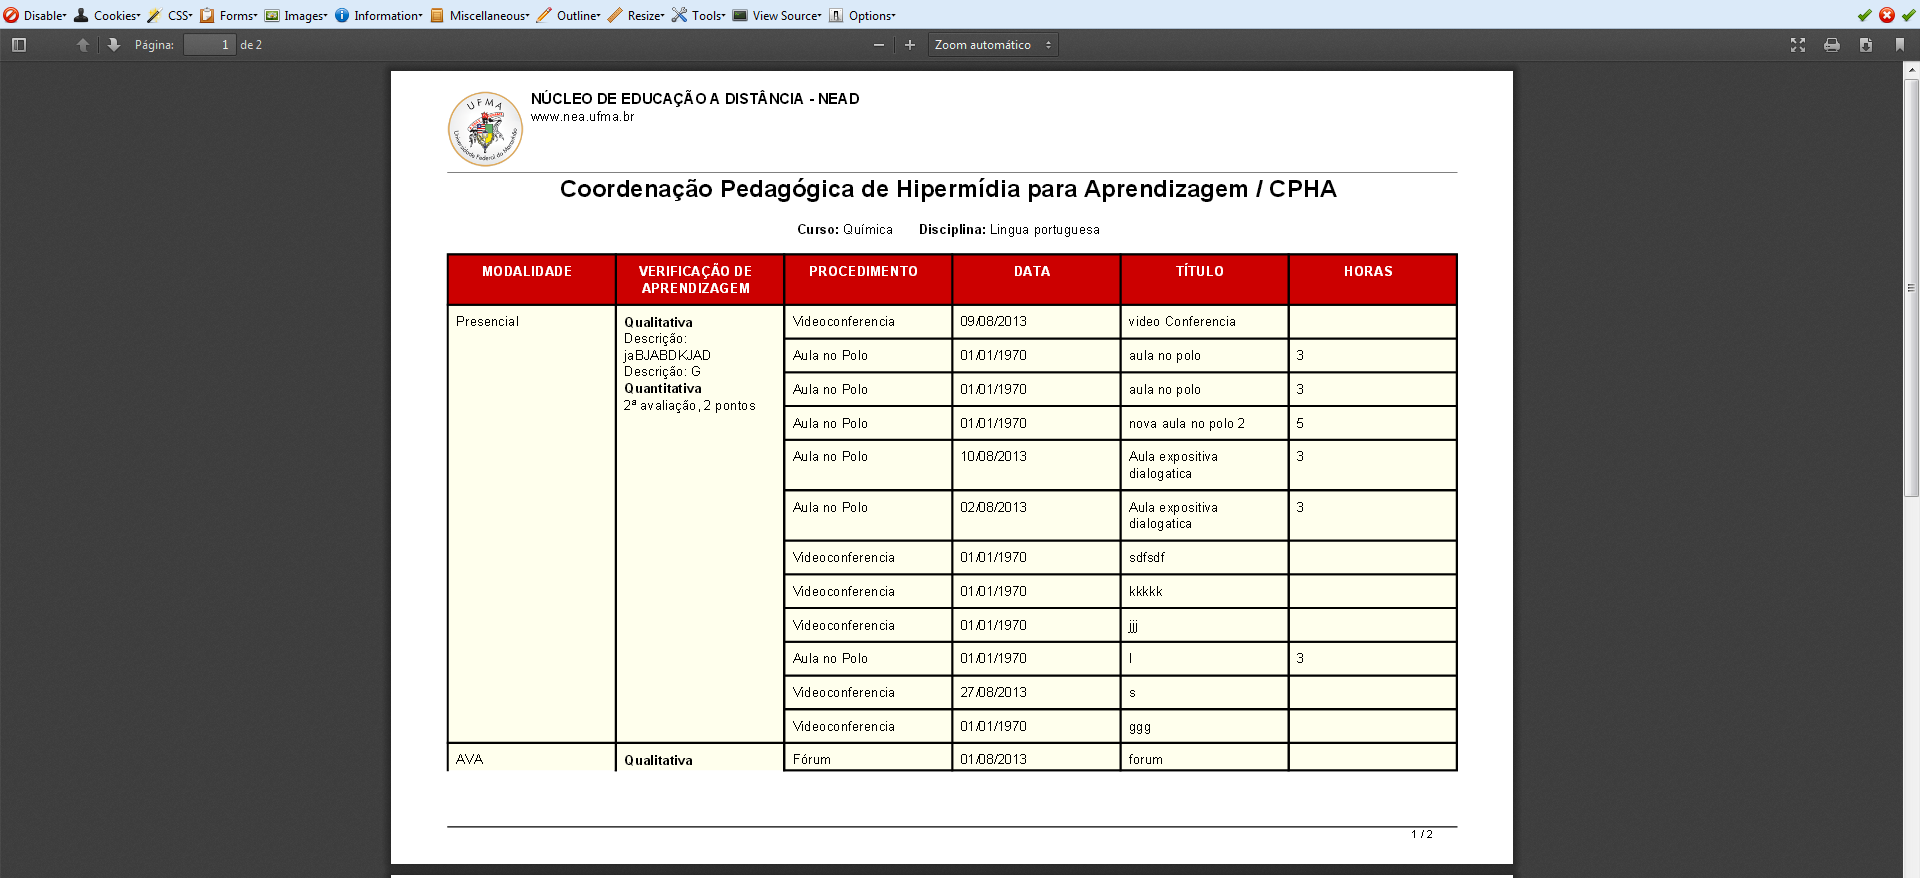 Disable Cookies CSS Forms Images Information Miscellaneous Outline Resize Tools View Source Options
Página: 1 de 2 Zoom automático
UFMA
Universidade Federal do Maranhão
NÚCLEO DE EDUCAÇÃO A DISTÂNCIA - NEAD
www.nea.ufma.br
Coordenação Pedagógica de Hipermídia para Aprendizagem / CPHA
Curso: Química Disciplina: Lingua portuguesa
MODALIDADE VERIFICAÇÃO DE APRENDIZAGEM PROCEDIMENTO DATA TÍTULO HORAS
Presencial
Qualitativa
Descrição:
jaBJABDKJAD
Descrição: G
Quantitativa
2ª avaliação, 2 pontos
Videoconferencia 09/08/2013 video Conferencia
Aula no Polo 01/01/1970 aula no polo 3
Aula no Polo 01/01/1970 aula no polo 3
Aula no Polo 01/01/1970 nova aula no polo 2 5
Aula no Polo 10/08/2013 Aula expositiva dialogatica 3
Aula no Polo 02/08/2013 Aula expositiva dialogatica 3
Videoconferencia 01/01/1970 sdfsdf
Videoconferencia 01/01/1970 kkkkk
Videoconferencia 01/01/1970 jjj
Aula no Polo 01/01/1970 l 3
Videoconferencia 27/08/2013 s
Videoconferencia 01/01/1970 ggg
AVA Qualitativa Fórum 01/08/2013 forum
1 / 2